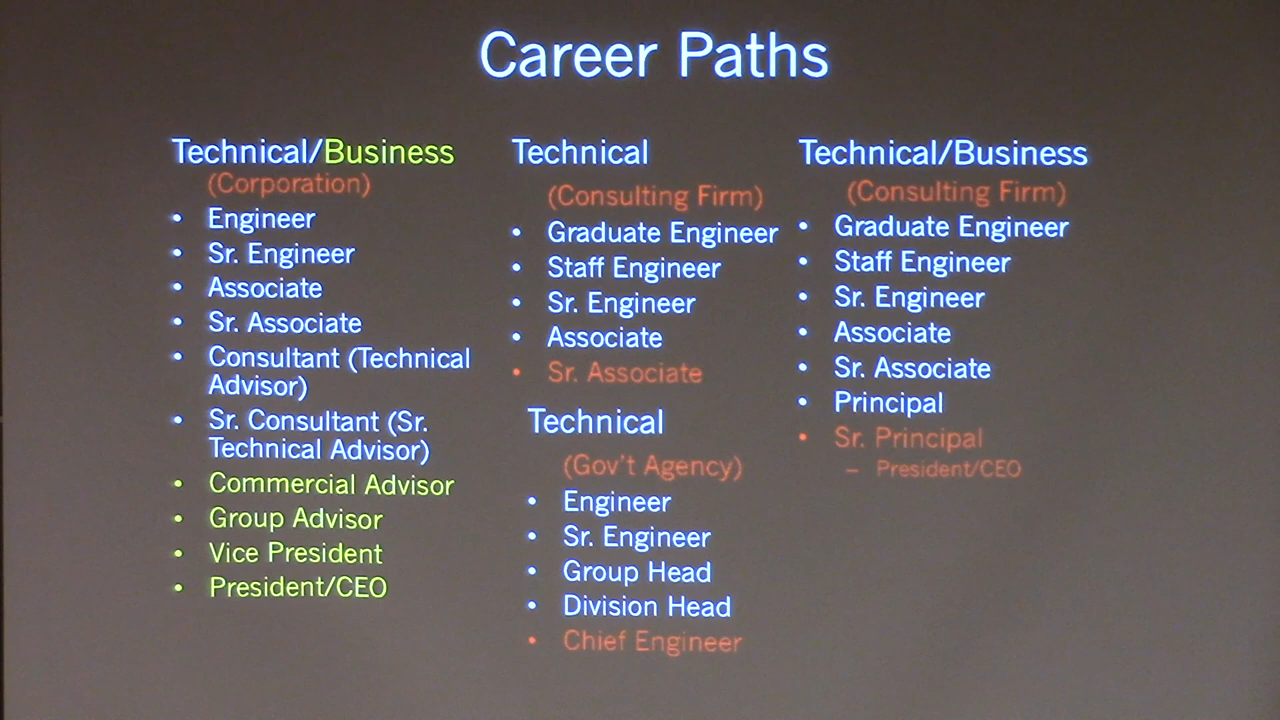 Career Paths
Technical/Business
(Corporation)
• Engineer
• Sr. Engineer
• Associate
• Sr. Associate
• Consultant (Technical
Advisor)
• Sr. Consultant (Sr.
Technical Advisor)
• Commercial Advisor
• Group Advisor
• Vice President
• President/CEO
Technical
(Consulting Firm)
• Graduate Engineer
• Staff Engineer
• Sr. Engineer
• Associate
• Sr. Associate
Technical
(Gov't Agency)
• Engineer
• Sr. Engineer
• Group Head
• Division Head
• Chief Engineer
Technical/Business
(Consulting Firm)
• Graduate Engineer
• Staff Engineer
• Sr. Engineer
• Associate
• Sr. Associate
• Principal
• Sr. Principal
– President/CEO